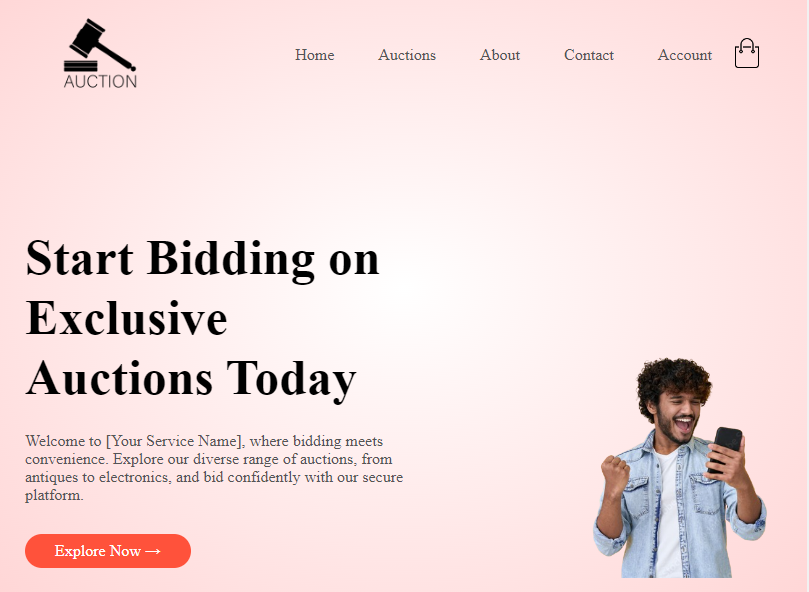 AUCTION
Home Auctions About Contact Account
Start Bidding on
Exclusive
Auctions Today
Welcome to [Your Service Name], where bidding meets
convenience. Explore our diverse range of auctions, from
antiques to electronics, and bid confidently with our secure
platform.
Explore Now →